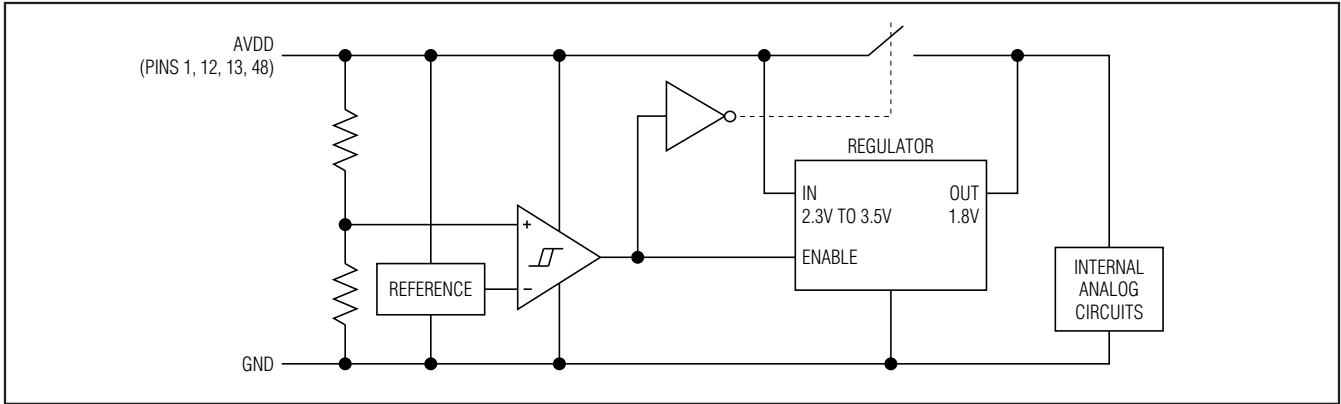 AVDD
(PINS 1, 12, 13, 48)
REGULATOR
IN
2.3V TO 3.5V
OUT
1.8V
ENABLE
+
−
REFERENCE
INTERNAL
ANALOG
CIRCUITS
GND